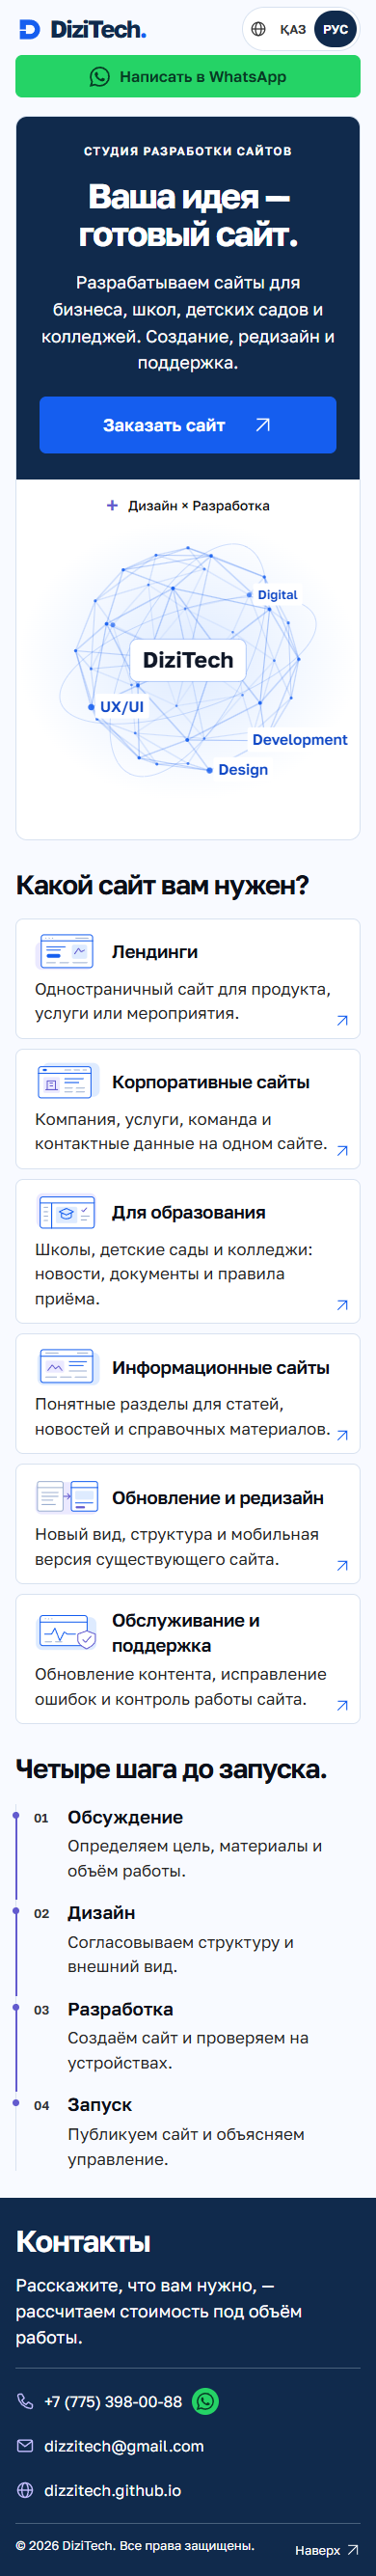 DiziTech.
ҚАЗ
РУС
Написать в WhatsApp
СТУДИЯ РАЗРАБОТКИ САЙТОВ
Ваша идея —
готовый сайт.
Разрабатываем сайты для
бизнеса, школ, детских садов и
колледжей. Создание, редизайн и
поддержка.
Заказать сайт
+ Дизайн × Разработка
Digital
DiziTech
UX/UI
Development
Design
Какой сайт вам нужен?
Лендинги
Одностраничный сайт для продукта,
услуги или мероприятия.
Корпоративные сайты
Компания, услуги, команда и
контактные данные на одном сайте.
Для образования
Школы, детские сады и колледжи:
новости, документы и правила
приёма.
Информационные сайты
Понятные разделы для статей,
новостей и справочных материалов.
Обновление и редизайн
Новый вид, структура и мобильная
версия существующего сайта.
Обслуживание и
поддержка
Обновление контента, исправление
ошибок и контроль работы сайта.
Четыре шага до запуска.
01 Обсуждение
Определяем цель, материалы и
объём работы.
02 Дизайн
Согласовываем структуру и
внешний вид.
03 Разработка
Создаём сайт и проверяем на
устройствах.
04 Запуск
Публикуем сайт и объясняем
управление.
Контакты
Расскажите, что вам нужно, —
рассчитаем стоимость под объём
работы.
+7 (775) 398-00-88
dizzitech@gmail.com
dizzitech.github.io
© 2026 DiziTech. Все права защищены.
Наверх